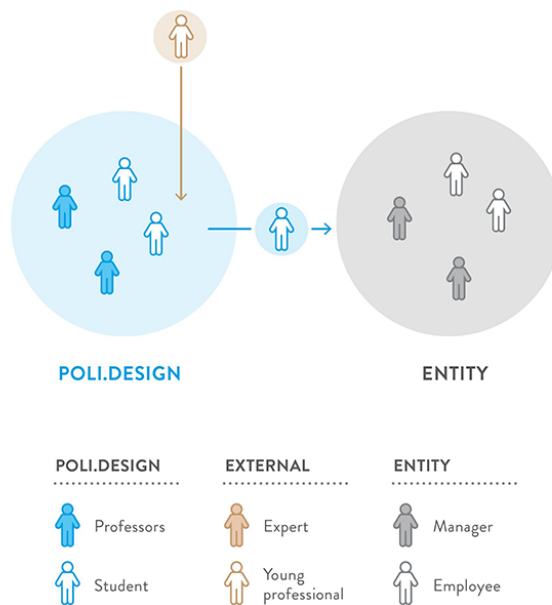 POLI.DESIGN
ENTITY
POLI.DESIGN
Professors
Student
EXTERNAL
Expert
Young
professional
ENTITY
Manager
Employee